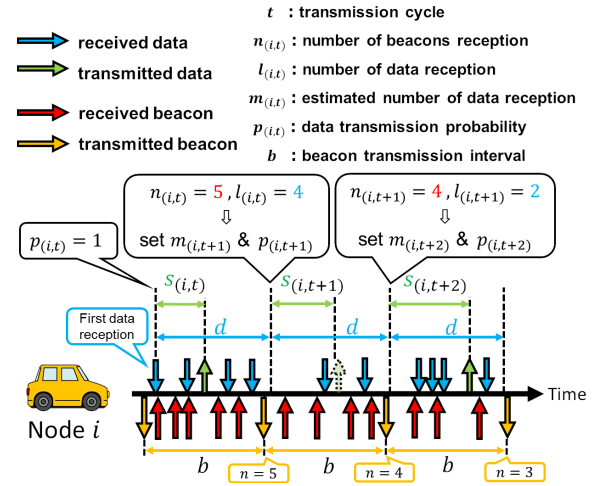 t : transmission cycle
n(i,t) : number of beacons reception
l(i,t) : number of data reception
m(i,t) : estimated number of data reception
p(i,t) : data transmission probability
b : beacon transmission interval
received data
transmitted data
received beacon
transmitted beacon
n(i,t) = 5 , l(i,t) = 4
⇩
set m(i,t+1) & p(i,t+1)
n(i,t+1) = 4 , l(i,t+1) = 2
⇩
set m(i,t+2) & p(i,t+2)
p(i,t) = 1
S(i,t)
S(i,t+1)
S(i,t+2)
First data
reception
d
d
d
Time
Node i
b
b
b
n = 5
n = 4
n = 3